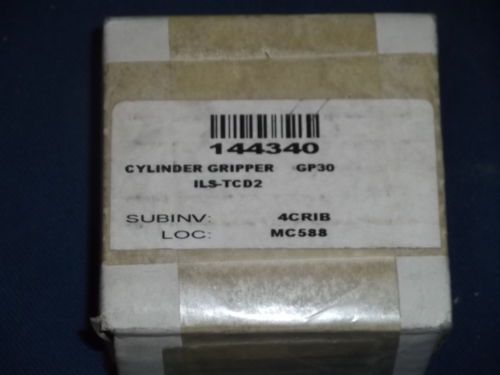 144340
CYLINDER GRIPPER GP30
ILS-TCD2
SUBINV: 4CRIB
LOC: MC588